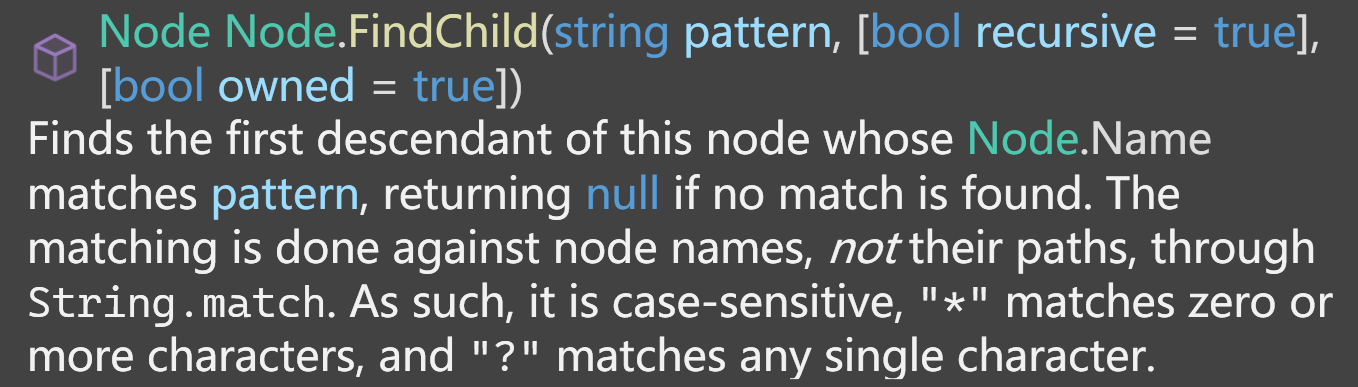 Node Node.FindChild(string pattern, [bool recursive = true],
[bool owned = true])
Finds the first descendant of this node whose Node.Name
matches pattern, returning null if no match is found. The
matching is done against node names, not their paths, through
String.match. As such, it is case-sensitive, "*" matches zero or
more characters, and "?" matches any single character.